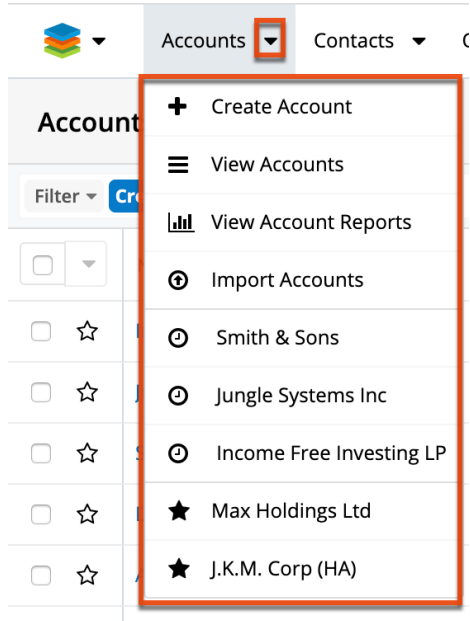 Accounts
Contacts
Account
Filter
Cre
Create Account
View Accounts
View Account Reports
Import Accounts
Smith & Sons
Jungle Systems Inc
Income Free Investing LP
Max Holdings Ltd
J.K.M. Corp (HA)